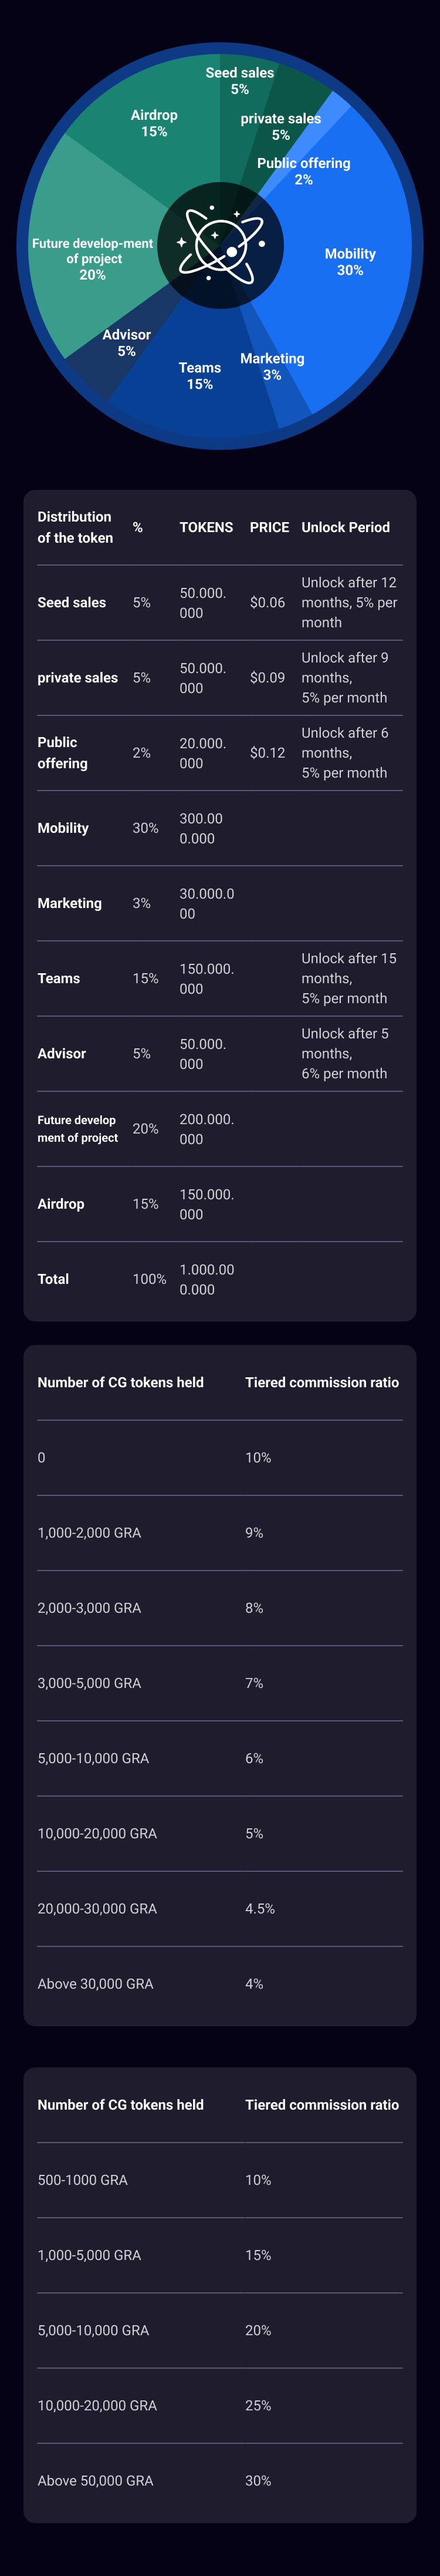 Seed sales
5%
Airdrop
15%
private sales
5%
Public offering
2%
Future develop-ment
of project
20%
Mobility
30%
Advisor
5%
Teams
15%
Marketing
3%
Distribution
of the token
%
TOKENS
PRICE
Unlock Period
Seed sales
5%
50.000.
000
$0.06
Unlock after 12
months, 5% per
month
private sales
5%
50.000.
000
$0.09
Unlock after 9
months,
5% per month
Public
offering
2%
20.000.
000
$0.12
Unlock after 6
months,
5% per month
Mobility
30%
300.00
0.000
Marketing
3%
30.000.0
00
Teams
15%
150.000.
000
Unlock after 15
months,
5% per month
Advisor
5%
50.000.
000
Unlock after 5
months,
6% per month
Future develop
ment of project
20%
200.000.
000
Airdrop
15%
150.000.
000
Total
100%
1.000.00
0.000
Number of CG tokens held
Tiered commission ratio
0
10%
1,000-2,000 GRA
9%
2,000-3,000 GRA
8%
3,000-5,000 GRA
7%
5,000-10,000 GRA
6%
10,000-20,000 GRA
5%
20,000-30,000 GRA
4.5%
Above 30,000 GRA
4%
Number of CG tokens held
Tiered commission ratio
500-1000 GRA
10%
1,000-5,000 GRA
15%
5,000-10,000 GRA
20%
10,000-20,000 GRA
25%
Above 50,000 GRA
30%